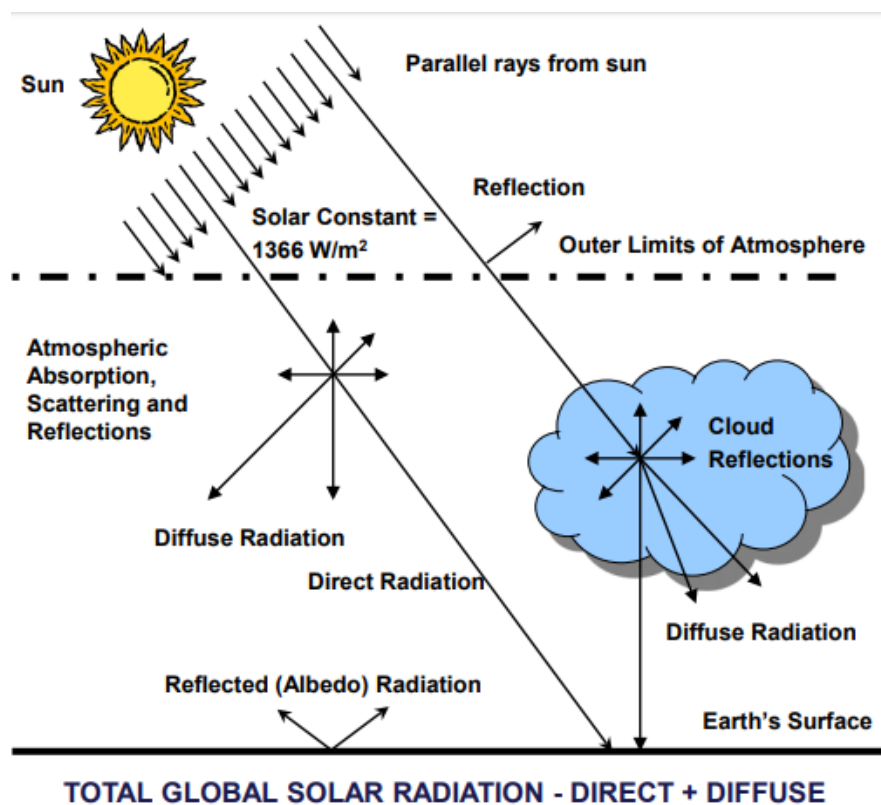 Sun
Parallel rays from sun
Reflection
Solar Constant =
1366 W/m²
Outer Limits of Atmosphere
Atmospheric
Absorption,
Scattering and
Reflections
Cloud
Reflections
Diffuse Radiation
Direct Radiation
Diffuse Radiation
Reflected (Albedo) Radiation
Earth's Surface
TOTAL GLOBAL SOLAR RADIATION - DIRECT + DIFFUSE